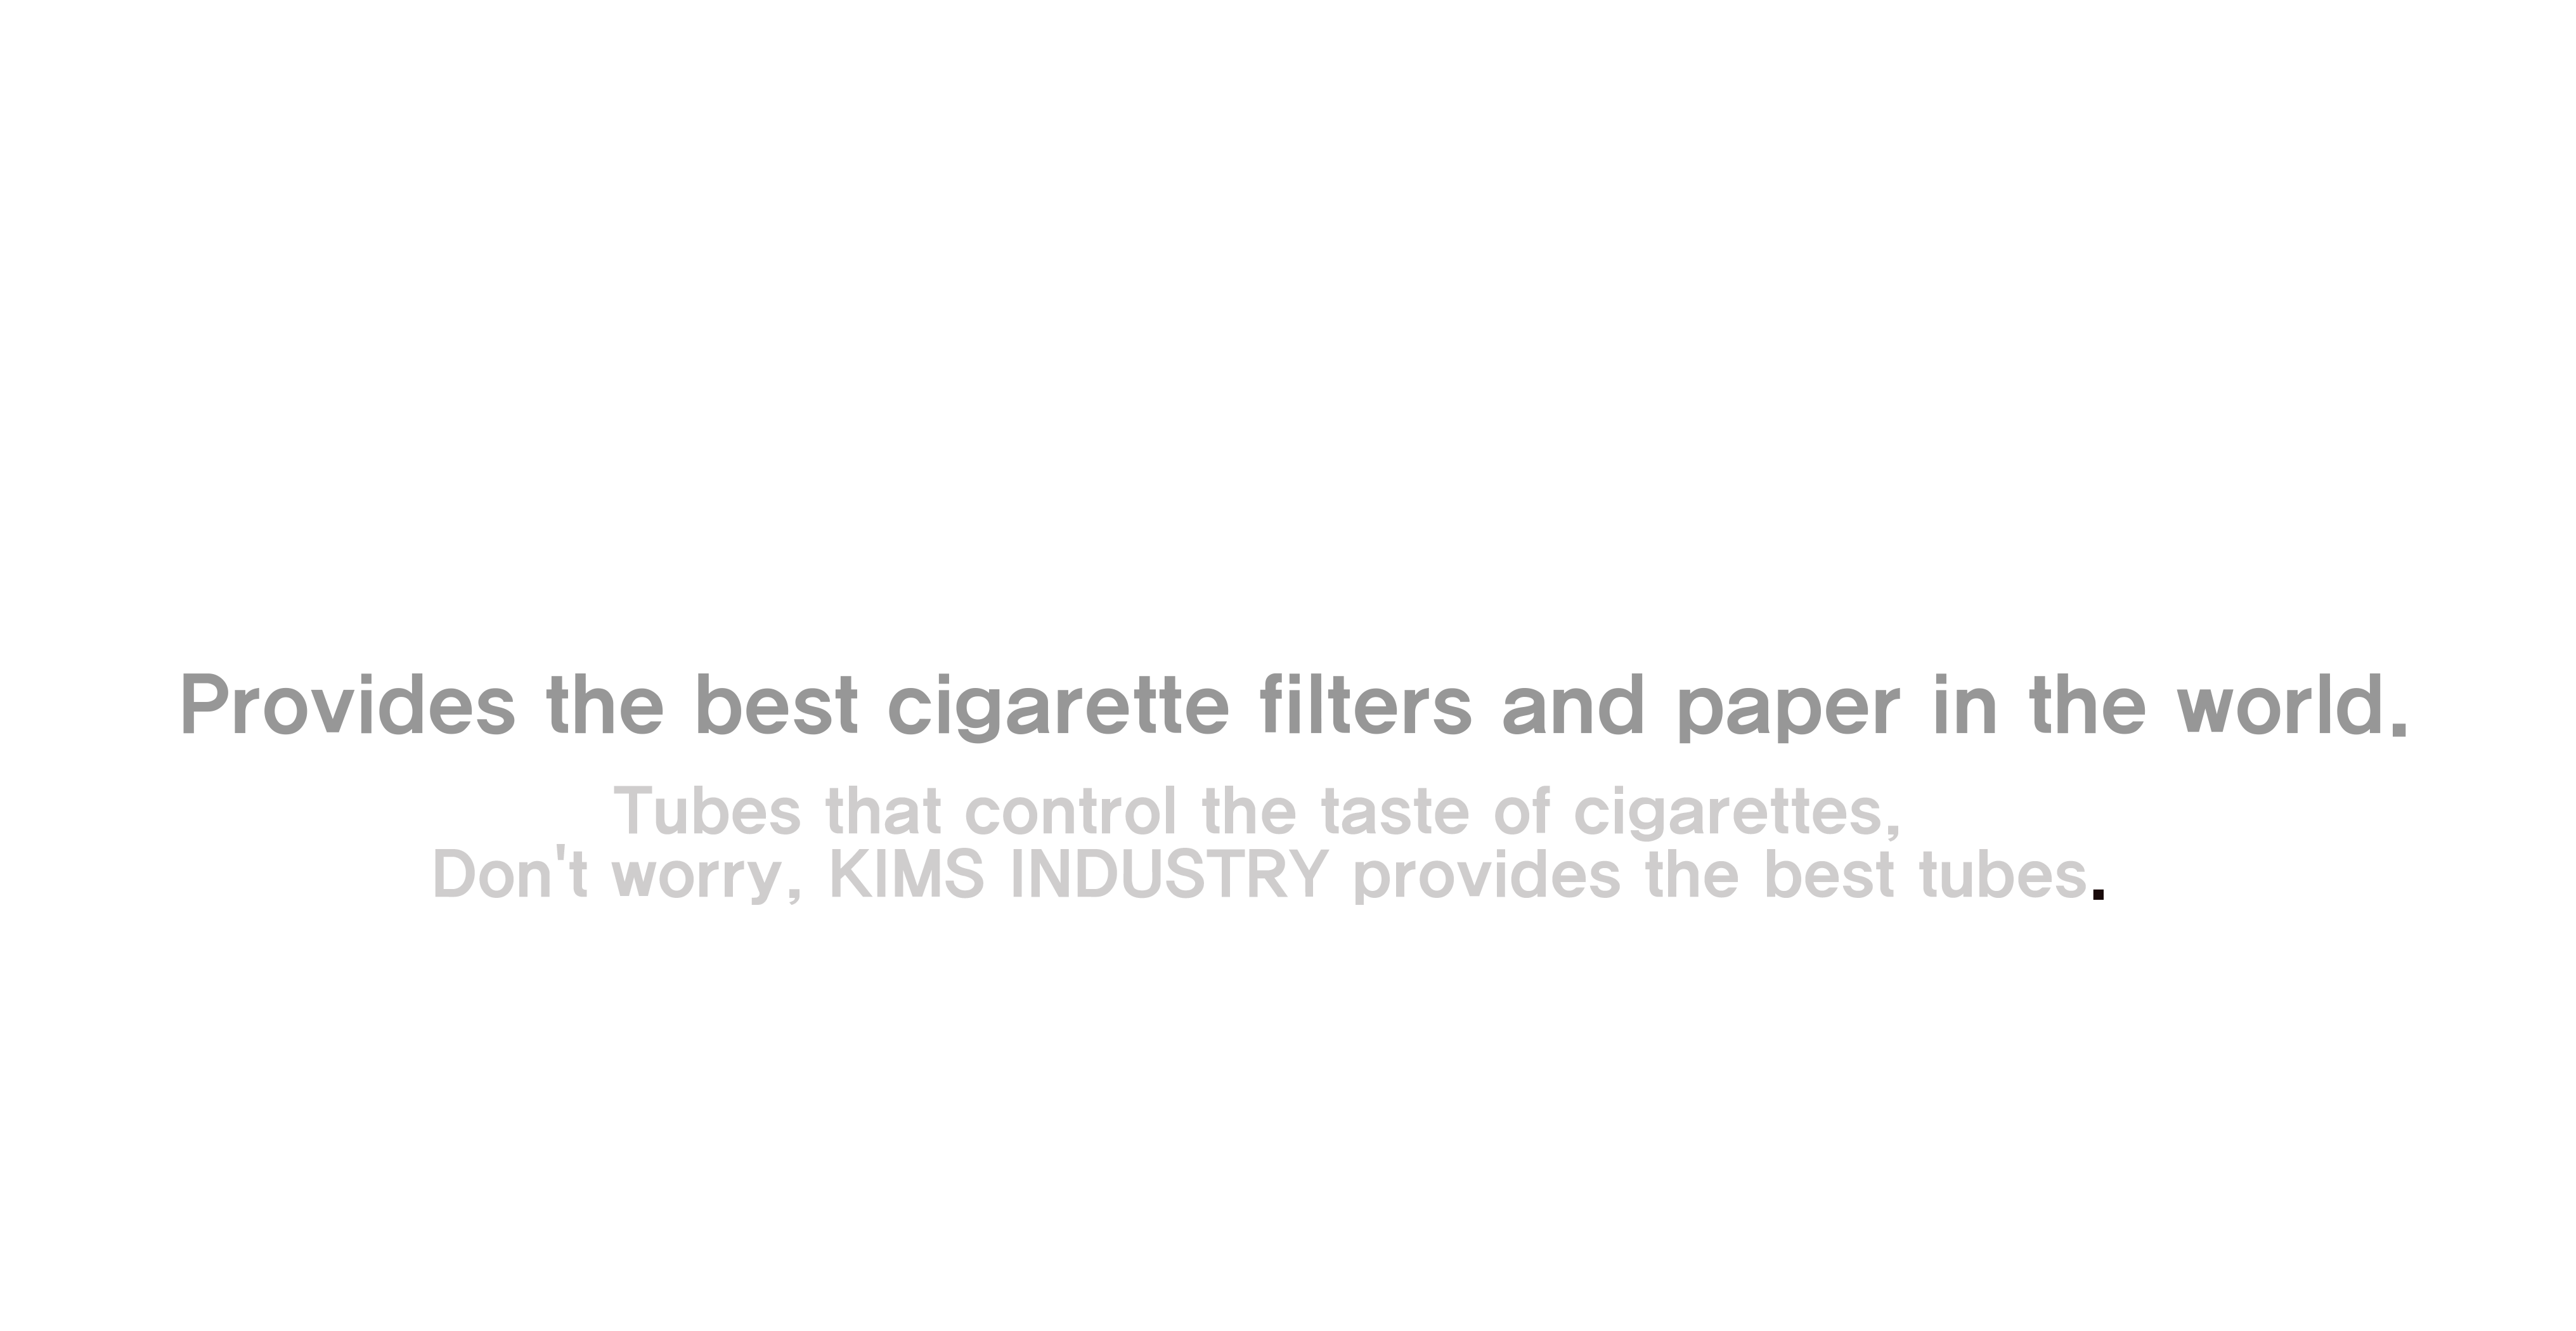 Provides the best cigarette filters and paper in the world.
Tubes that control the taste of cigarettes,
Don't worry, KIMS INDUSTRY provides the best tubes.